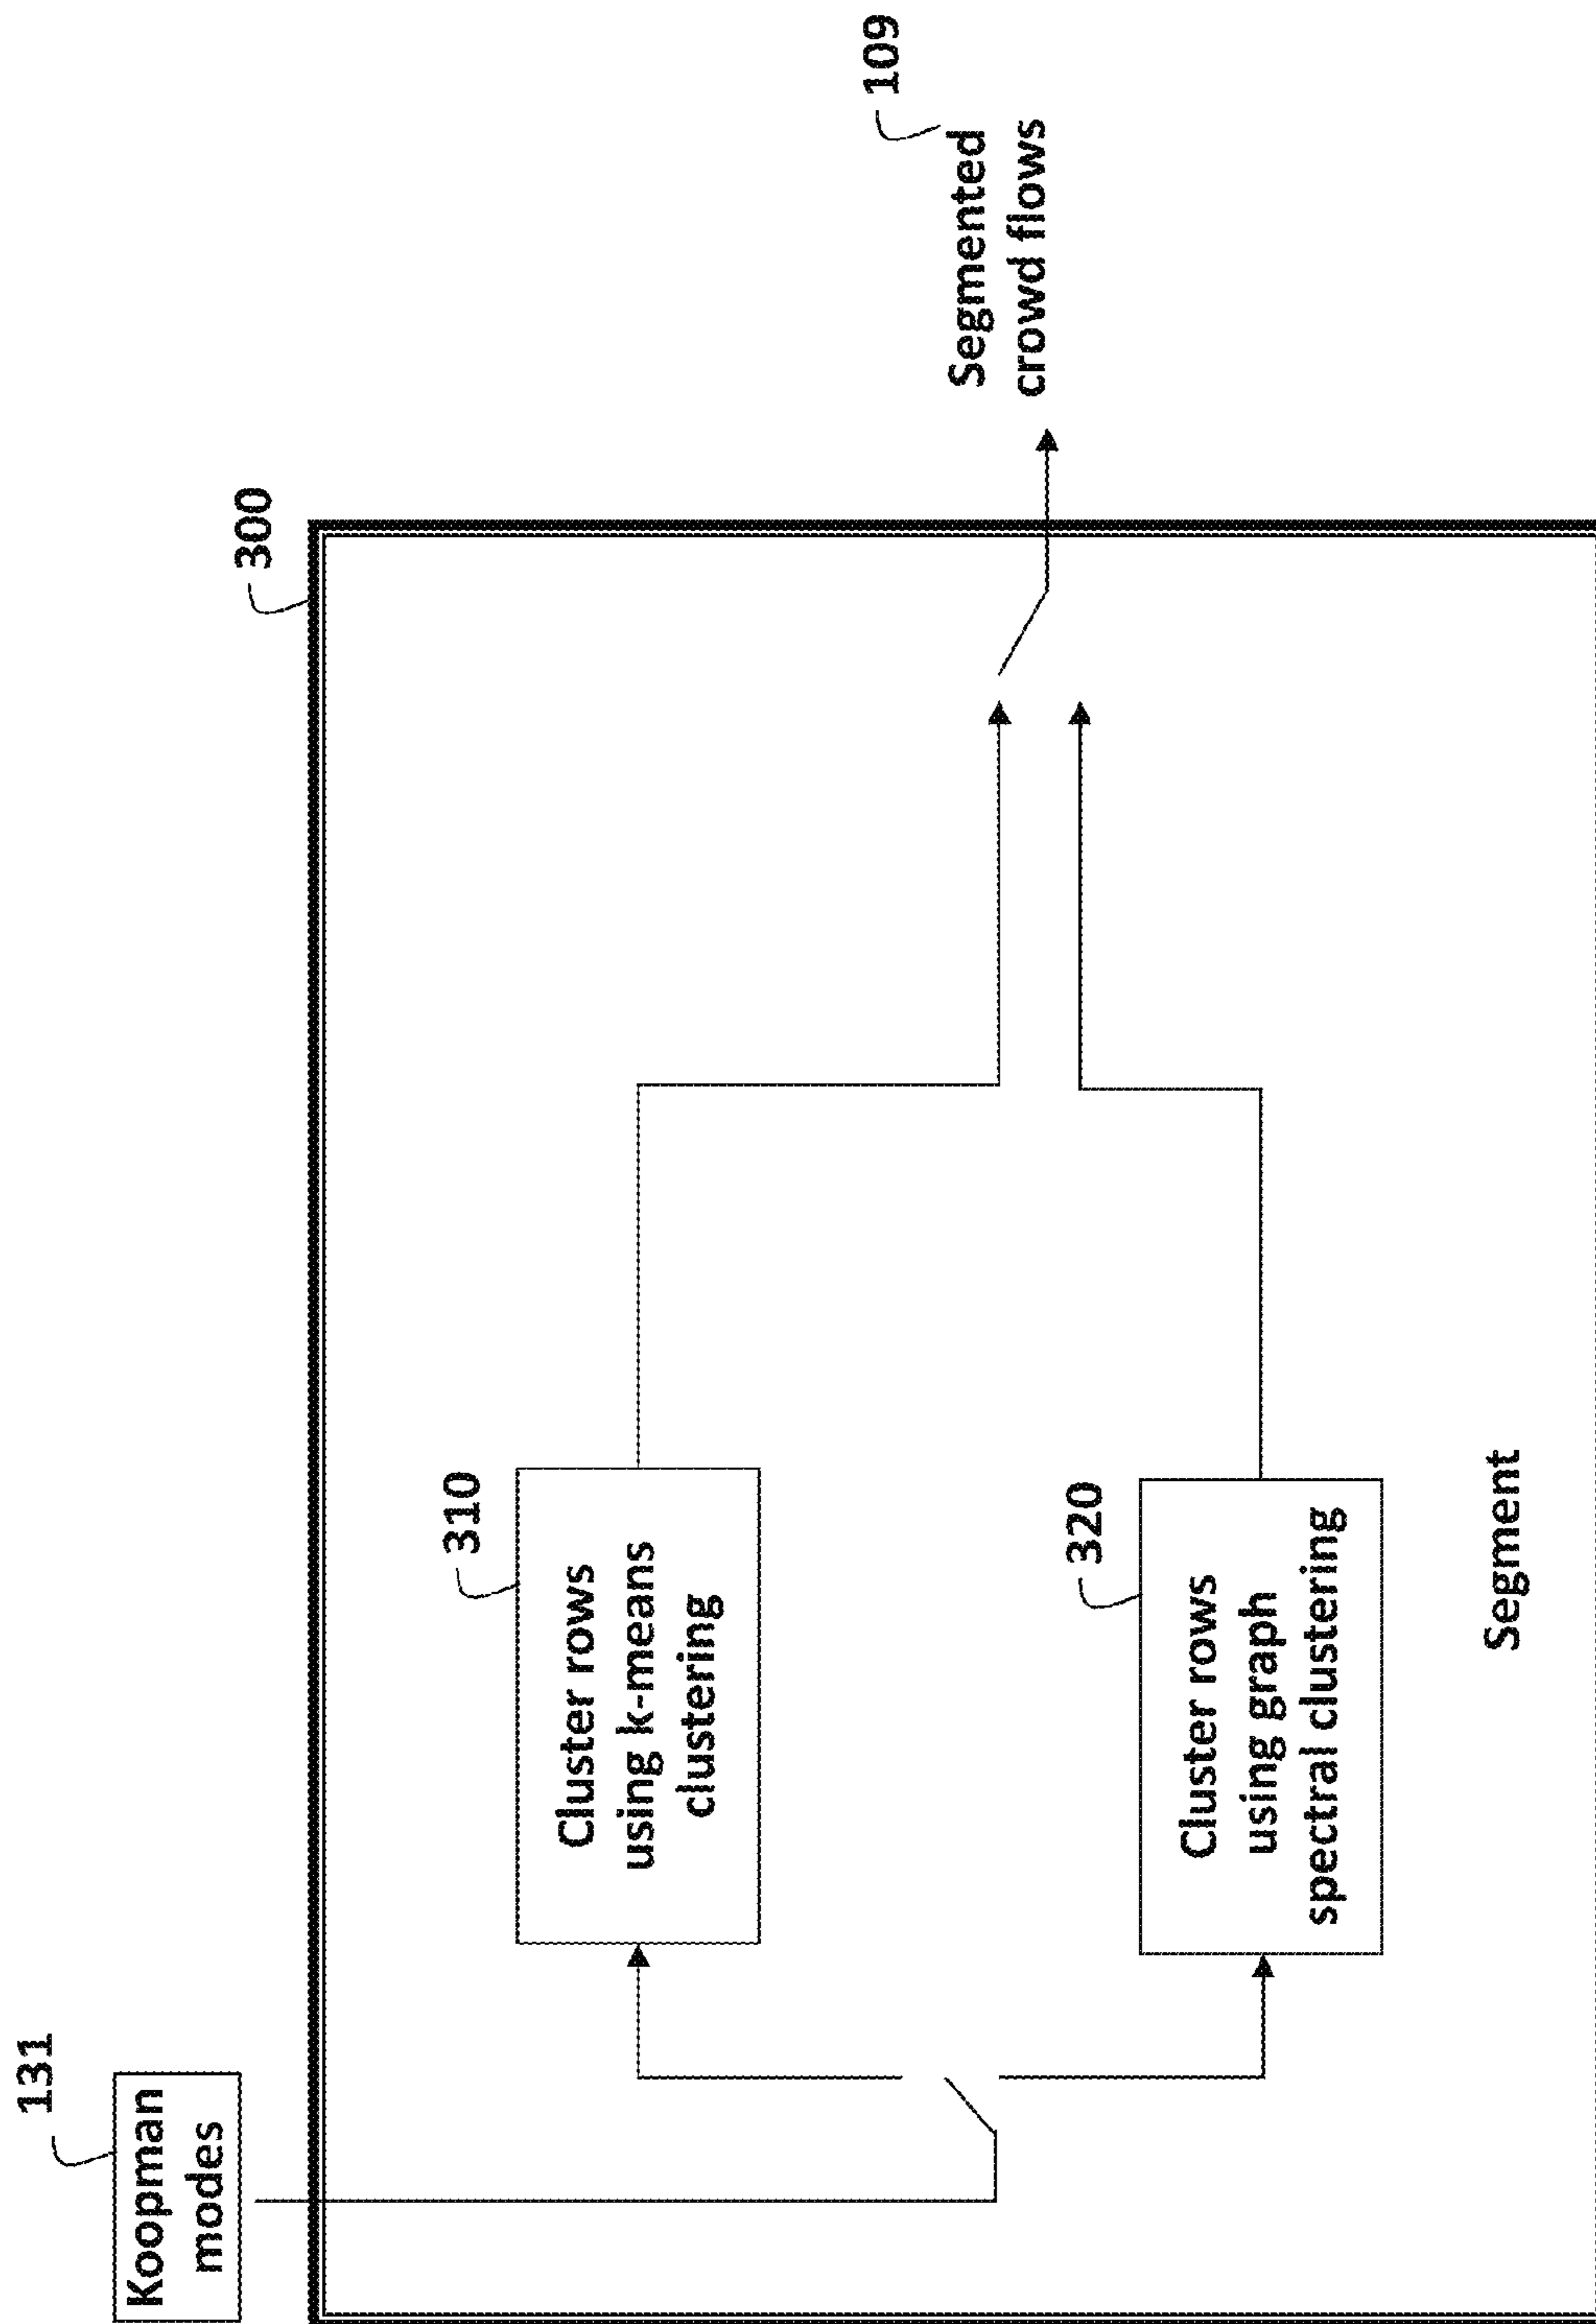 131
Koopman
modes
300
310
Cluster rows
using k-means
clustering
320
Cluster rows
using graph
spectral clustering
Segment
109
Segmented
crowd flows